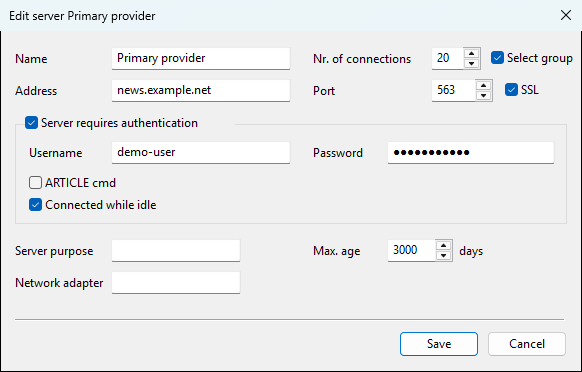 Edit server Primary provider
Name Primary provider Nr. of connections 20 Select group
Address news.example.net Port 563 SSL
Server requires authentication
Username demo-user Password ●●●●●●●●●●●
ARTICLE cmd
Connected while idle
Server purpose Max. age 3000 days
Network adapter
Save Cancel